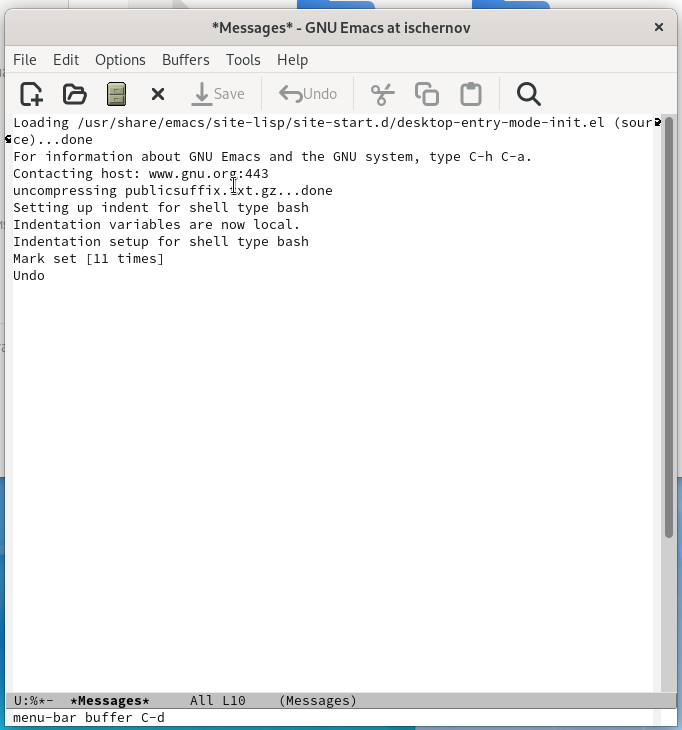 *Messages* - GNU Emacs at ischernov
File Edit Options Buffers Tools Help
Save Undo
Loading /usr/share/emacs/site-lisp/site-start.d/desktop-entry-mode-init.el (sour
ce)...done
For information about GNU Emacs and the GNU system, type C-h C-a.
Contacting host: www.gnu.org:443
uncompressing publicsuffix.txt.gz...done
Setting up indent for shell type bash
Indentation variables are now local.
Indentation setup for shell type bash
Mark set [11 times]
Undo
U:%*- *Messages* All L10 (Messages)
menu-bar buffer C-d